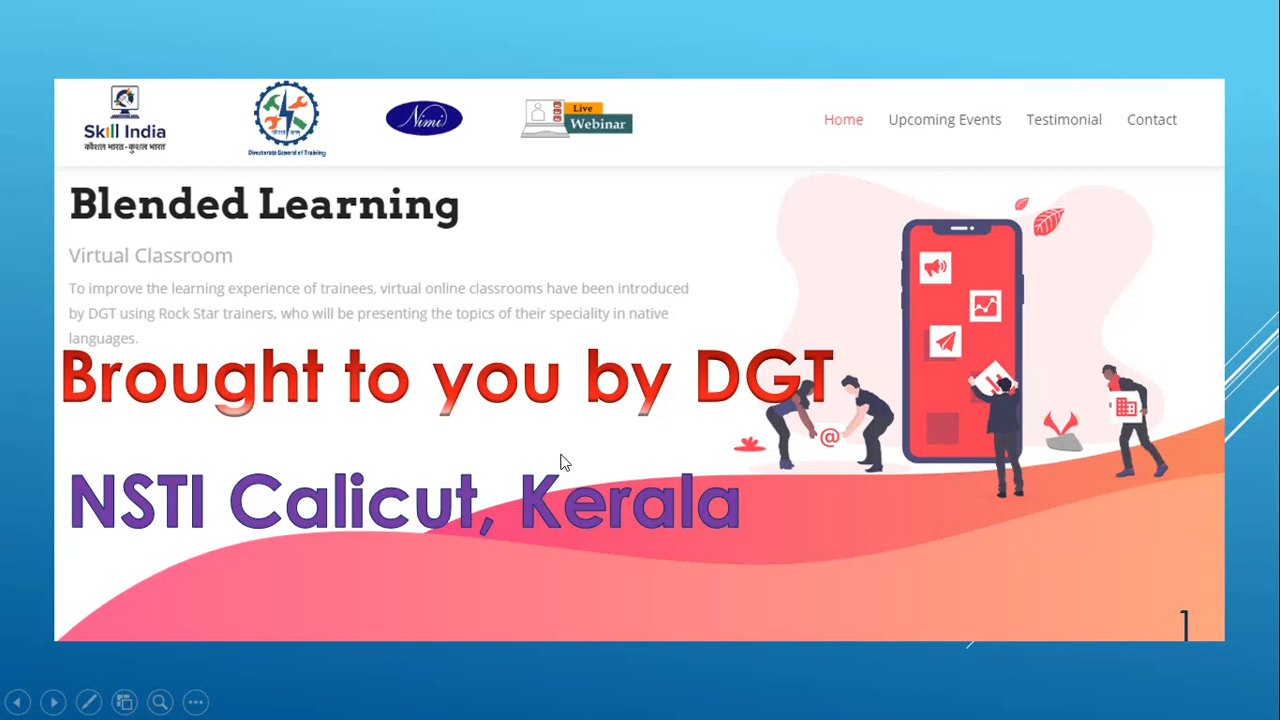 Skill India
कौशल भारत - कुशल भारत
Directorate General of Training
Nimi
Live
Webinar
Home Upcoming Events Testimonial Contact
Blended Learning
Virtual Classroom
To improve the learning experience of trainees, virtual online classrooms have been introduced
by DGT using Rock Star trainers, who will be presenting the topics of their speciality in native
languages.
Brought to you by DGT
@
NSTI Calicut, Kerala
1